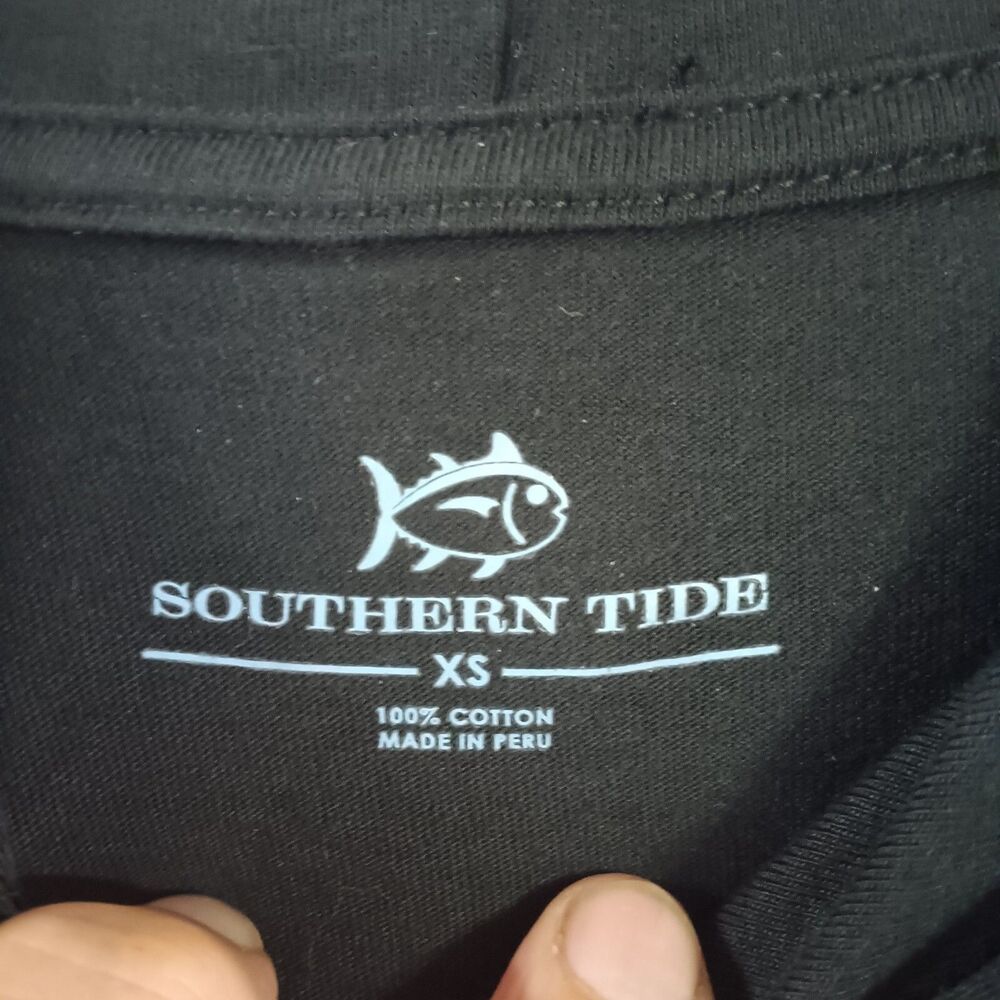 SOUTHERN TIDE
XS
100% COTTON
MADE IN PERU